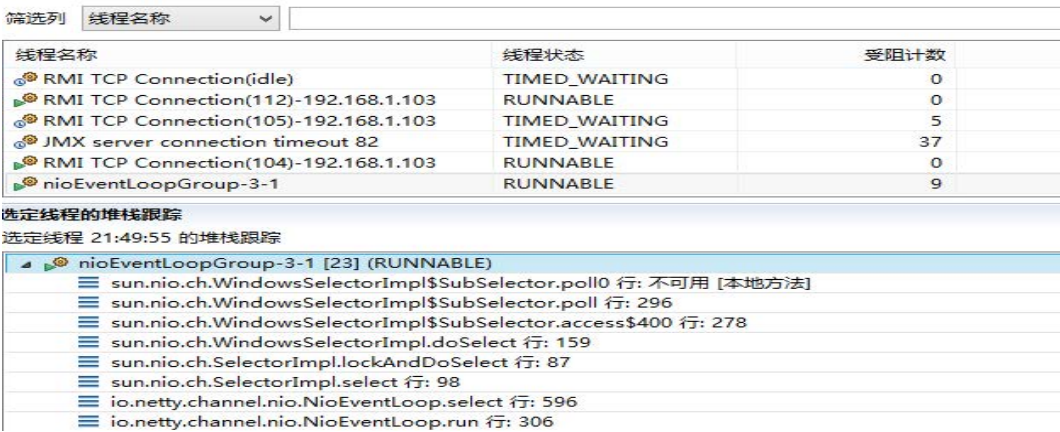 筛选列 线程名称
线程名称 线程状态 受阻计数
RMI TCP Connection(idle) TIMED_WAITING 0
RMI TCP Connection(112)-192.168.1.103 RUNNABLE 0
RMI TCP Connection(105)-192.168.1.103 TIMED_WAITING 5
JMX server connection timeout 82 TIMED_WAITING 37
RMI TCP Connection(104)-192.168.1.103 RUNNABLE 0
nioEventLoopGroup-3-1 RUNNABLE 9
选定线程的堆栈跟踪
选定线程 21:49:55 的堆栈跟踪
nioEventLoopGroup-3-1 [23] (RUNNABLE)
sun.nio.ch.WindowsSelectorImpl$SubSelector.poll0 行: 不可用 [本地方法]
sun.nio.ch.WindowsSelectorImpl$SubSelector.poll 行: 296
sun.nio.ch.WindowsSelectorImpl$SubSelector.access$400 行: 278
sun.nio.ch.WindowsSelectorImpl.doSelect 行: 159
sun.nio.ch.SelectorImpl.lockAndDoSelect 行: 87
sun.nio.ch.SelectorImpl.select 行: 98
io.netty.channel.nio.NioEventLoop.select 行: 596
io.netty.channel.nio.NioEventLoop.run 行: 306